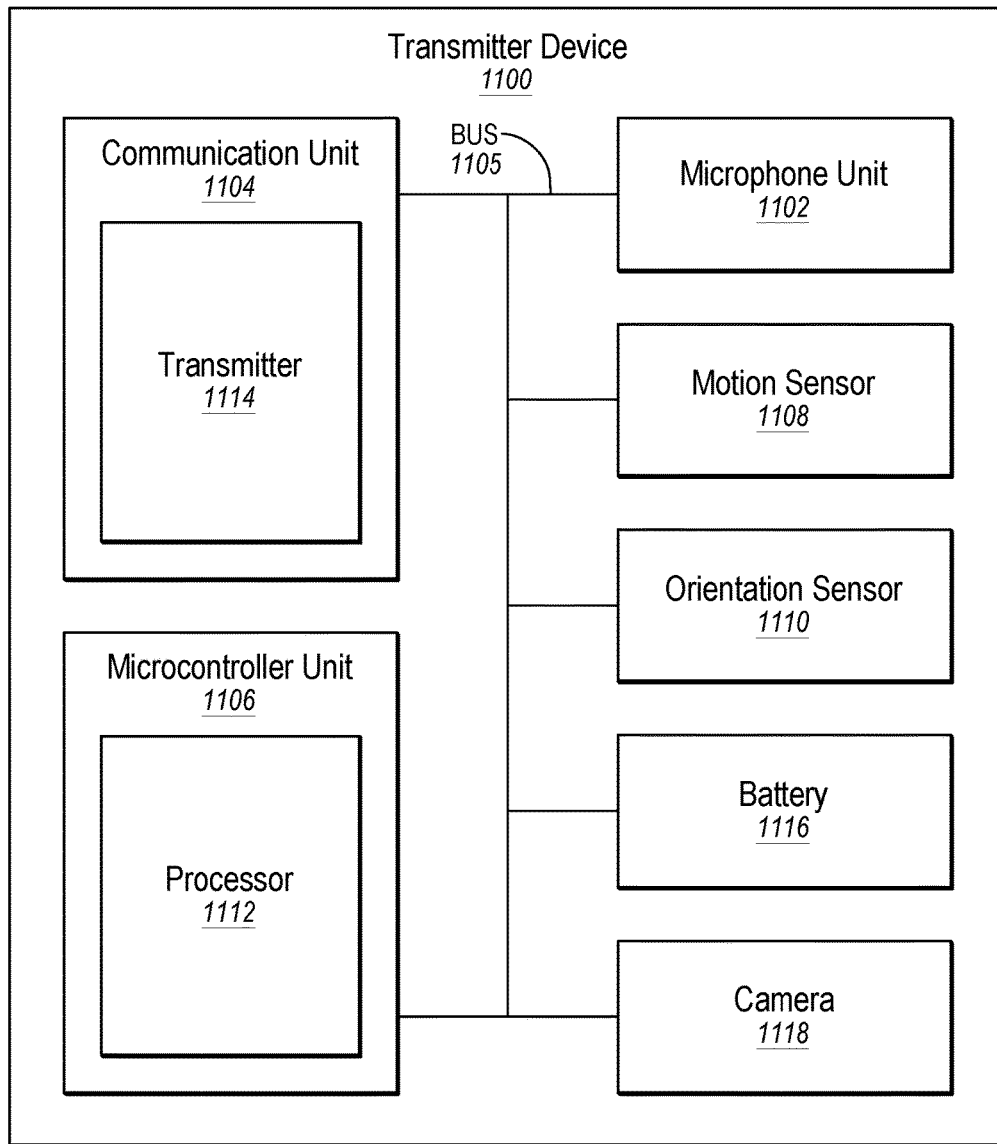 Transmitter Device
1100
Communication Unit
1104
Transmitter
1114
BUS
1105
Microphone Unit
1102
Motion Sensor
1108
Orientation Sensor
1110
Microcontroller Unit
1106
Processor
1112
Battery
1116
Camera
1118